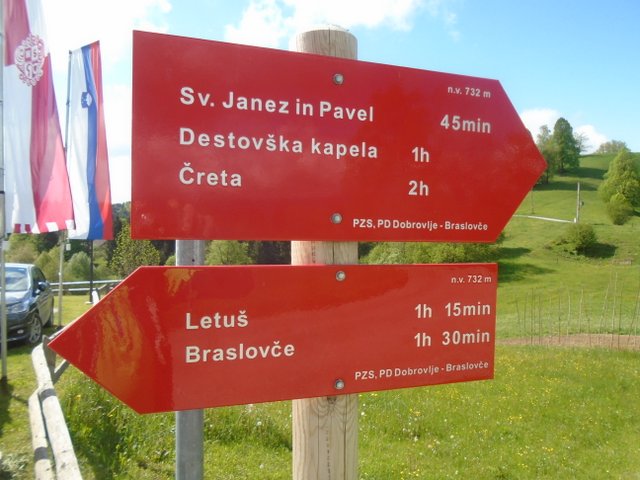 n.v. 732 m
Sv. Janez in Pavel 45min
Destovška kapela 1h
Čreta 2h
PZS, PD Dobrovlje - Braslovče
n.v. 732 m
Letuš 1h 15min
Braslovče 1h 30min
PZS, PD Dobrovlje - Braslovče